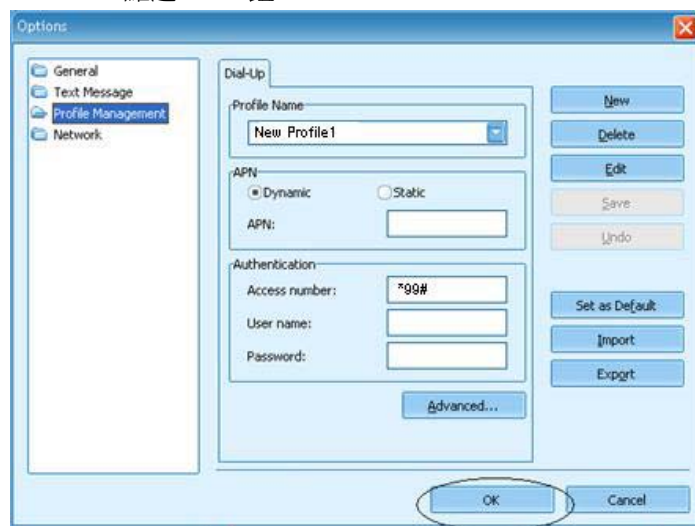 Options
General
Text Message
Profile Management
Network
Dial-Up
Profile Name
New Profile1
APN
Dynamic
Static
APN:
Authentication
Access number:
*99#
User name:
Password:
Advanced...
New
Delete
Edit
Save
Undo
Set as Default
Import
Export
OK
Cancel